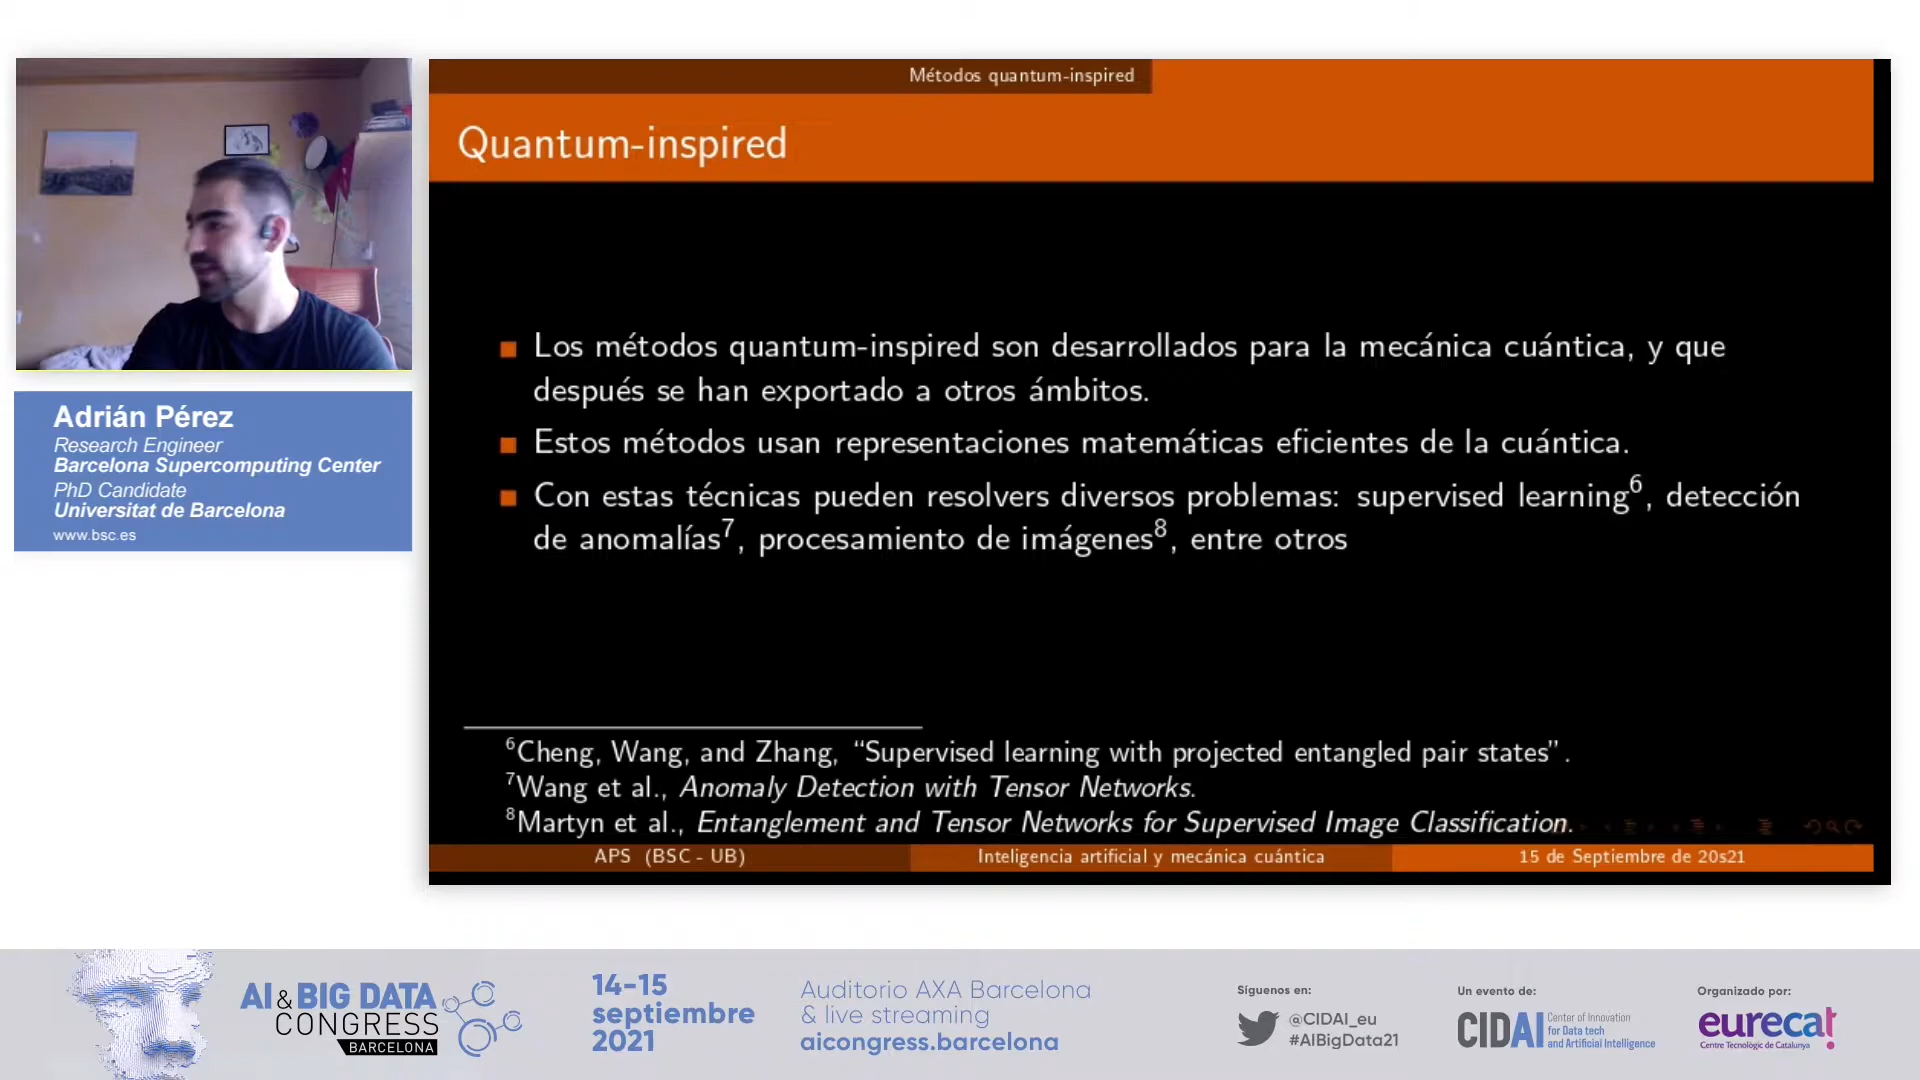 Métodos quantum-inspired
Quantum-inspired
Los métodos quantum-inspired son desarrollados para la mecánica cuántica, y que
después se han exportado a otros ámbitos.
Estos métodos usan representaciones matemáticas eficientes de la cuántica.
Con estas técnicas pueden resolvers diversos problemas: supervised learning⁶, detección
de anomalías⁷, procesamiento de imágenes⁸, entre otros
⁶Cheng, Wang, and Zhang, “Supervised learning with projected entangled pair states”.
⁷Wang et al., Anomaly Detection with Tensor Networks.
⁸Martyn et al., Entanglement and Tensor Networks for Supervised Image Classification.
APS (BSC - UB)
Inteligencia artificial y mecánica cuántica
15 de Septiembre de 20s21
Adrián Pérez
Research Engineer
Barcelona Supercomputing Center
PhD Candidate
Universitat de Barcelona
www.bsc.es
AI & BIG DATA
CONGRESS
BARCELONA
14-15
septiembre
2021
Auditorio AXA Barcelona
& live streaming
aicongress.barcelona
Síguenos en:
@CIDAI_eu
#AIBigData21
Un evento de:
CIDAI
Center of Innovation
for Data tech
and Artificial Intelligence
Organizado por:
eurecat
Centre Tecnològic de Catalunya